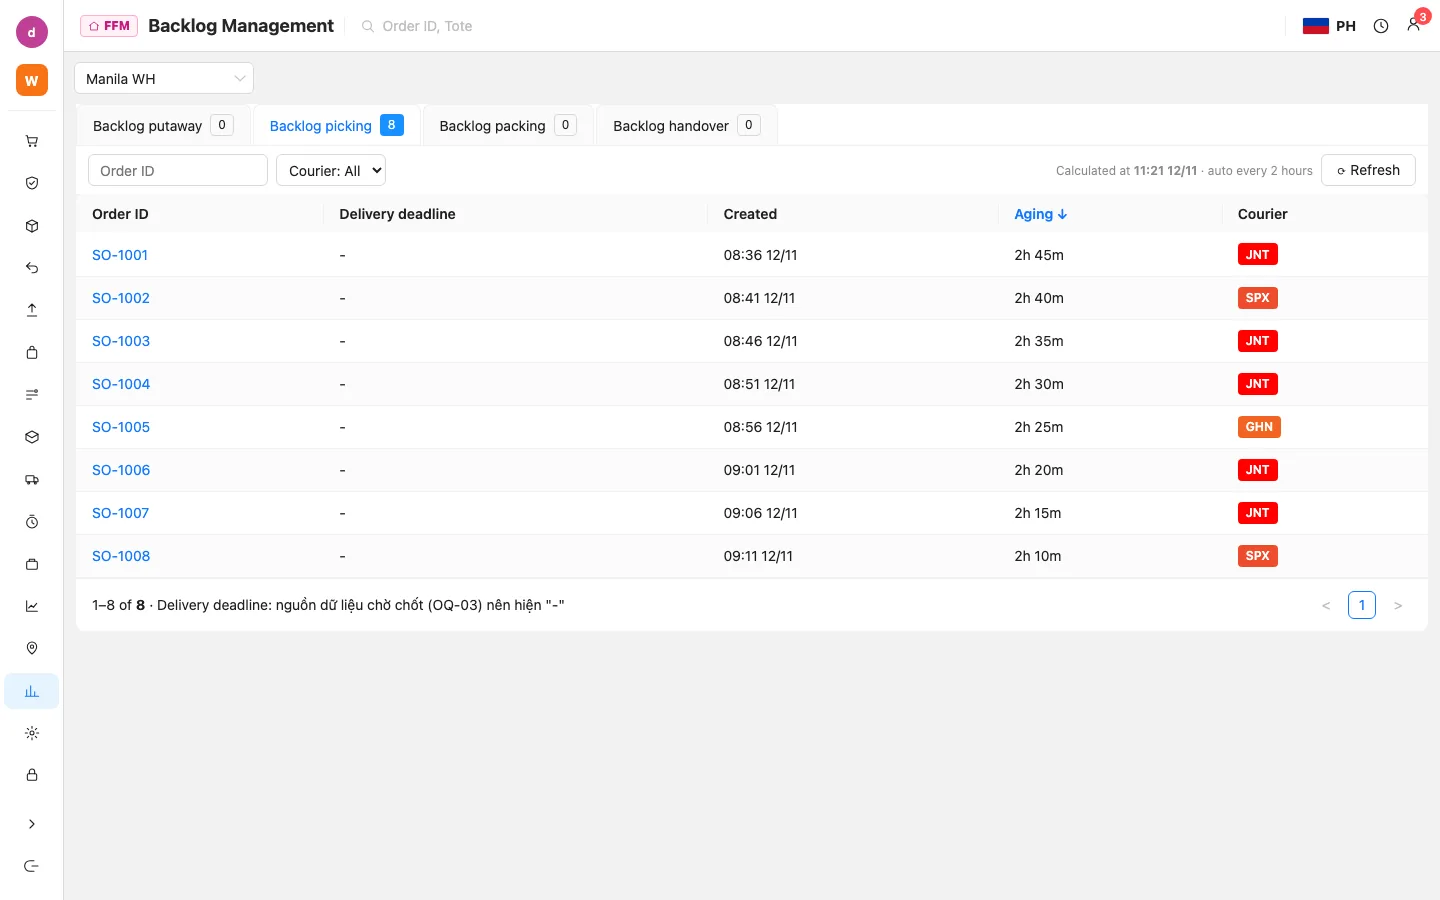 d
FFM Backlog Management Order ID, Tote PH 3
W
Manila WH
Backlog putaway 0 Backlog picking 8 Backlog packing 0 Backlog handover 0
Order ID Courier: All Calculated at 11:21 12/11 · auto every 2 hours Refresh
Order ID Delivery deadline Created Aging ↓ Courier
SO-1001 - 08:36 12/11 2h 45m JNT
SO-1002 - 08:41 12/11 2h 40m SPX
SO-1003 - 08:46 12/11 2h 35m JNT
SO-1004 - 08:51 12/11 2h 30m JNT
SO-1005 - 08:56 12/11 2h 25m GHN
SO-1006 - 09:01 12/11 2h 20m JNT
SO-1007 - 09:06 12/11 2h 15m JNT
SO-1008 - 09:11 12/11 2h 10m SPX
1–8 of 8 · Delivery deadline: nguồn dữ liệu chờ chốt (OQ-03) nên hiện "-" < 1 >